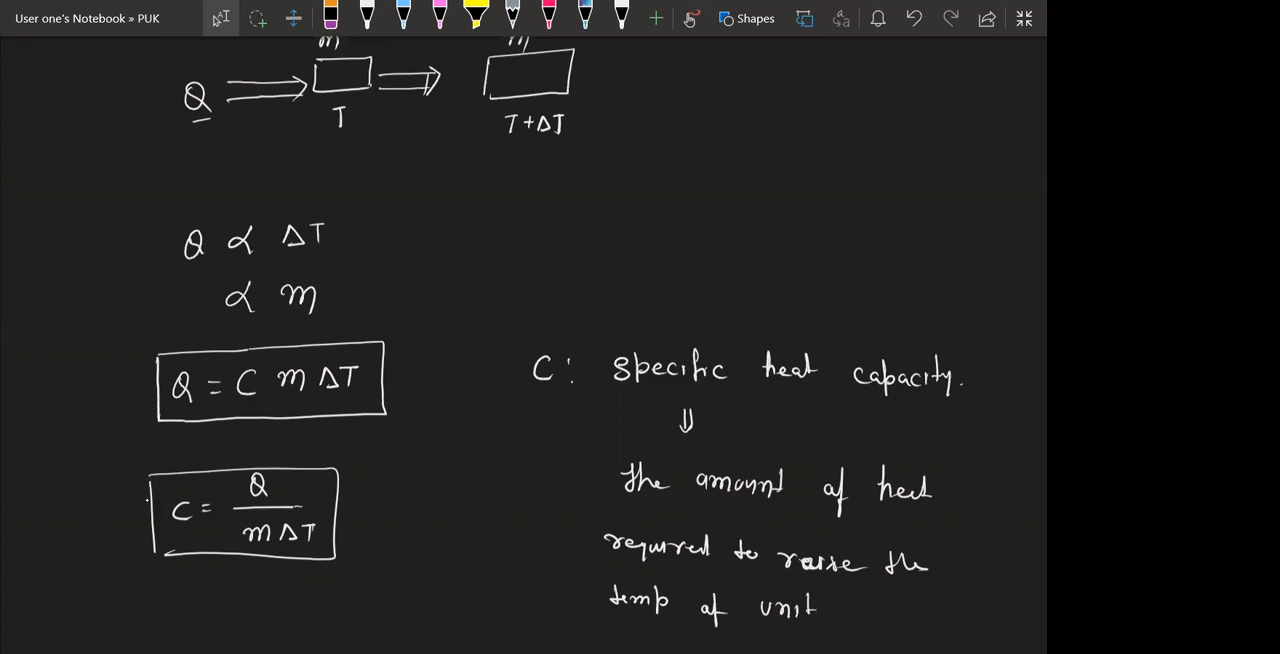 User one's Notebook » PUK
Shapes
m m
Q
T
T + ΔT
Q ∝ ΔT
∝ m
Q = C m ΔT
C : specific heat capacity.
⇓
C = Q / m ΔT
The amount of heat
required to raise the
temp of unit